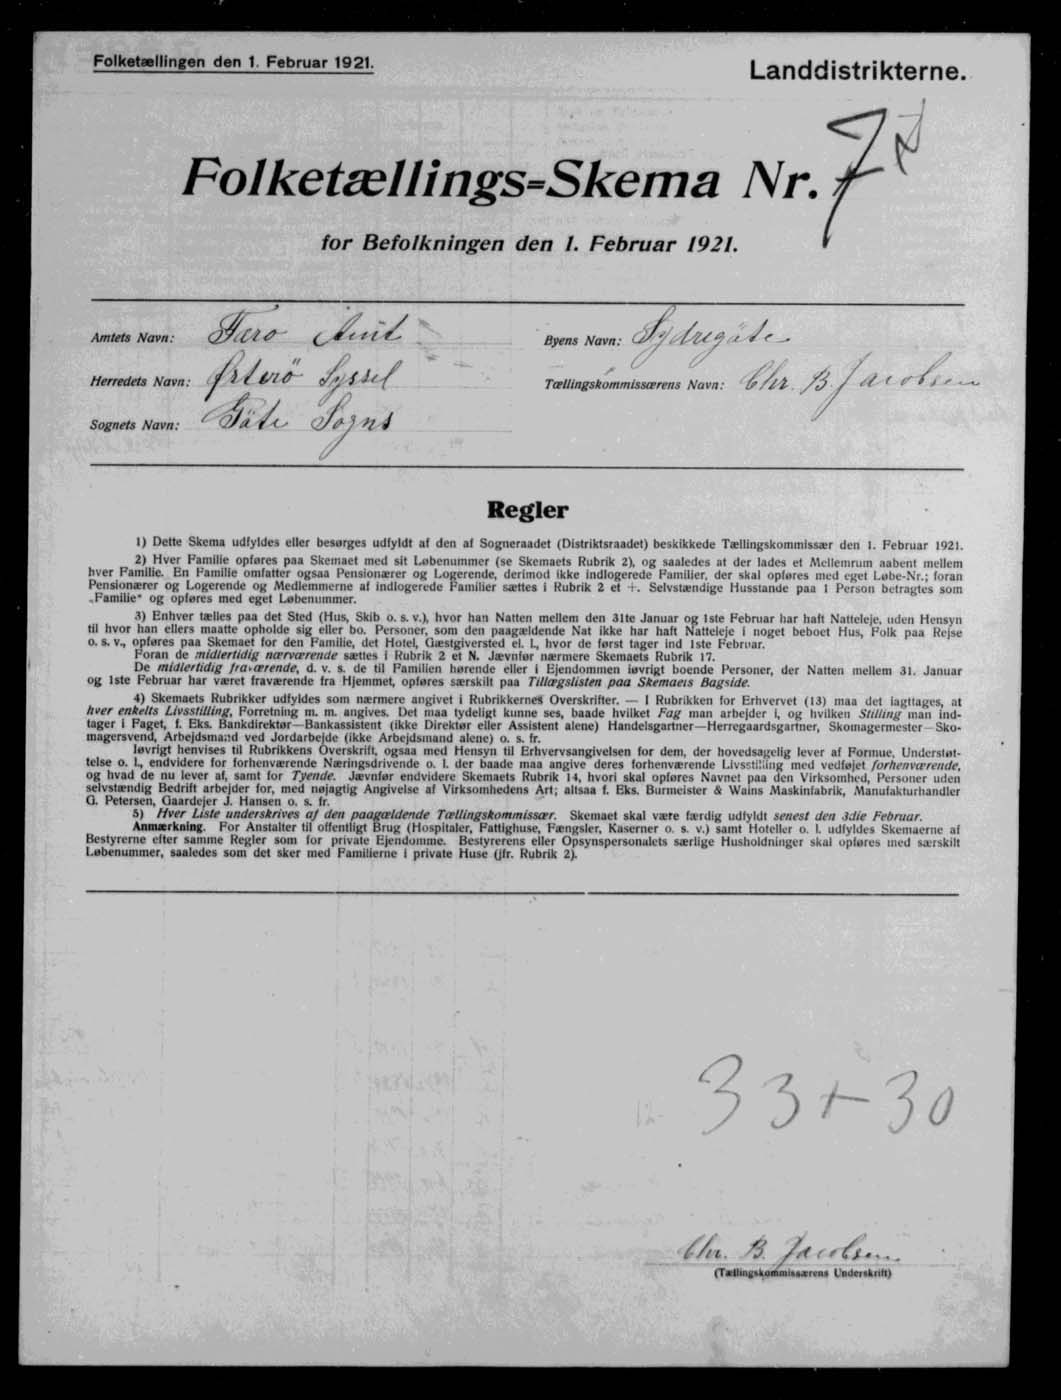 Folketællingen den 1. Februar 1921.
Landdistrikterne.
Folketællings=Skema Nr. 7
for Befolkningen den 1. Februar 1921.
Amtets Navn: Færo Amt
Byens Navn: Sydregöte
Herredets Navn: Østerö Syssel
Tællingskommissærens Navn: Chr. B. Jacobsen
Sognets Navn: Göte Sogns
Regler
1) Dette Skema udfyldes eller besørges udfyldt af den af Sogneraadet (Distriktsraadet) beskikkede Tællingskommissær den 1. Februar 1921.
2) Hver Familie opføres paa Skemaet med sit Løbenummer (se Skemaets Rubrik 2), og saaledes at der lades et Mellemrum aabent mellem
hver Familie. En Familie omfatter ogsaa Pensionærer og Logerende, derimod ikke indlogerede Familier, der skal opføres med eget Løbe-Nr.; foran
Pensionærer og Logerende og Medlemmerne af indlogerede Familier sættes i Rubrik 2 et +. Selvstændige Husstande paa 1 Person betragtes som
„Familie“ og opføres med eget Løbenummer.
3) Enhver tælles paa det Sted (Hus, Skib o. s. v.), hvor han Natten mellem den 31te Januar og 1ste Februar har haft Natteleje, uden Hensyn
til hvor han ellers maatte opholde sig eller bo. Personer, som den paagældende Nat ikke har haft Natteleje i noget beboet Hus, Folk paa Rejse
o. s. v., opføres paa Skemaet for den Familie, det Hotel, Gæstgiversted el. l., hvor de først tager ind 1ste Februar.
Foran de midlertidig nærværende sættes i Rubrik 2 et N. Jævnfør nærmere Skemaets Rubrik 17.
De midlertidig fraværende, d. v. s. de til Familien hørende eller i Ejendommen iøvrigt boende Personer, der Natten mellem 31. Januar
og 1ste Februar har været fraværende fra Hjemmet, opføres særskilt paa Tillægslisten paa Skemaets Bagside.
4) Skemaets Rubrikker udfyldes som nærmere angivet i Rubrikkernes Overskrifter. — I Rubrikken for Erhvervet (13) maa det iagttages, at
hver enkelts Livsstilling, Forretning m. m. angives. Det maa tydeligt kunne ses, baade hvilket Fag man arbejder i, og hvilken Stilling man ind-
tager i Faget, f. Eks. Bankdirektør—Bankassistent (ikke Direktør eller Assistent alene) Handelsgartner—Herregaardsgartner, Skomagermester—Sko-
magersvend, Arbejdsmand ved Jordarbejde (ikke Arbejdsmand alene) o. s. fr.
Iøvrigt henvises til Rubrikkens Overskrift, ogsaa med Hensyn til Erhvervsangivelsen for dem, der hovedsagelig lever af Formue, Understøt-
telse o. l., endvidere for forhenværende Næringsdrivende o. l. der baade maa angive deres forhenværende Livsstilling med vedføjet forhenværende,
og hvad de nu lever af, samt for Tyende. Jævnfør endvidere Skemaets Rubrik 14, hvori skal opføres Navnet paa den Virksomhed, Personer uden
selvstændig Bedrift arbejder for, med nøjagtig Angivelse af Virksomhedens Art; altsaa f. Eks. Burmeister & Wains Maskinfabrik, Manufakturhandler
G. Petersen, Gaardejer J. Hansen o. s. fr.
5) Hver Liste underskrives af den paagældende Tællingskommissær. Skemaet skal være færdig udfyldt senest den 3die Februar.
Anmærkning. For Anstalter til offentligt Brug (Hospitaler, Fattighuse, Fængsler, Kaserner o. s. v.) samt Hoteller o. l. udfyldes Skemaerne af
Bestyrerne efter samme Regler som for private Ejendomme. Bestyrerens eller Opsynspersonalets særlige Husholdninger skal opføres med særskilt
Løbenummer, saaledes som det sker med Familierne i private Huse (jfr. Rubrik 2).
33 + 30
Chr. B. Jacobsen
(Tællingskommissærens Underskrift)